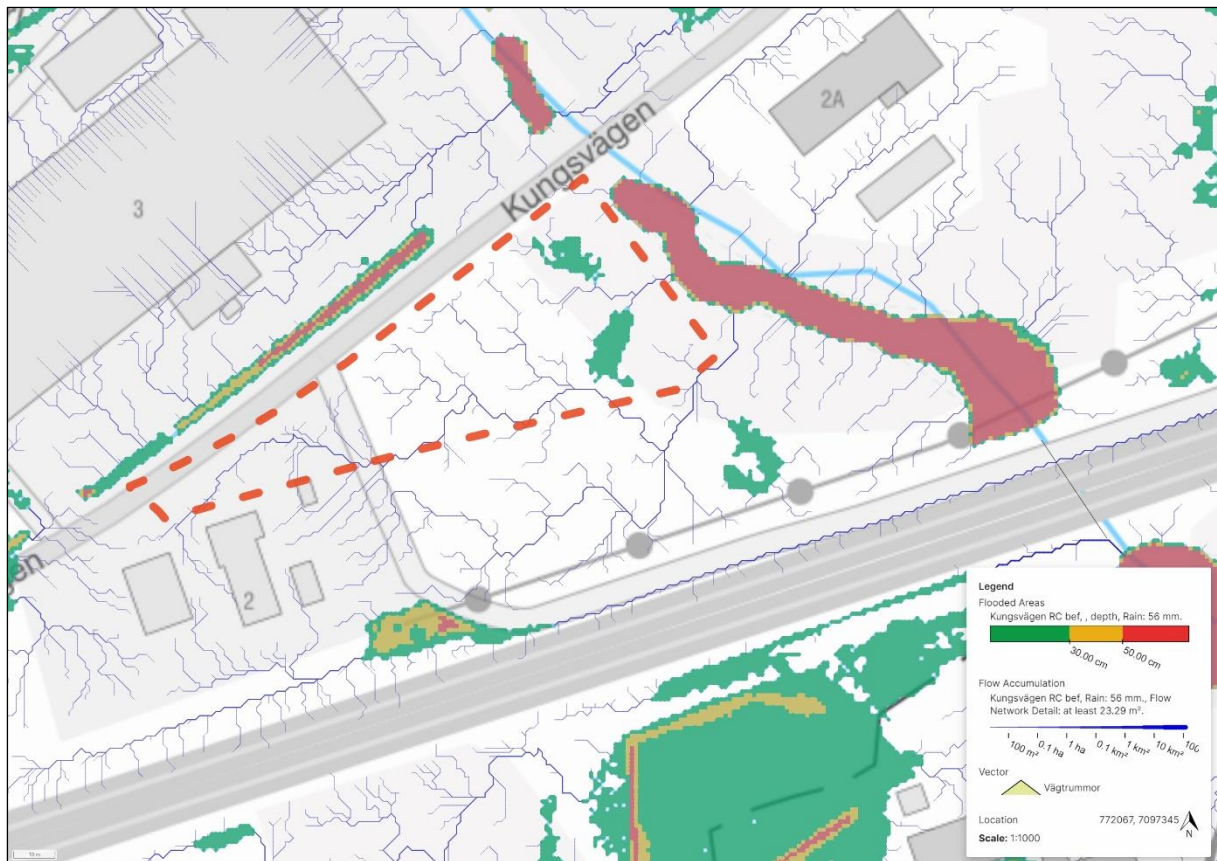 2A
Kungsvägen
3
gen
2
Legend
Flooded Areas
Kungsvägen RC bef, , depth, Rain: 56 mm.
30.00 cm
50.00 cm
Flow Accumulation
Kungsvägen RC bef, Rain: 56 mm., Flow
Network Detail: at least 23.29 m².
100 m² 0.1 ha 1 ha 0.1 km² 1 km² 10 km² 100
Vector
Vägtrummor
Location 772067, 7097345
Scale: 1:1000
N
10 m